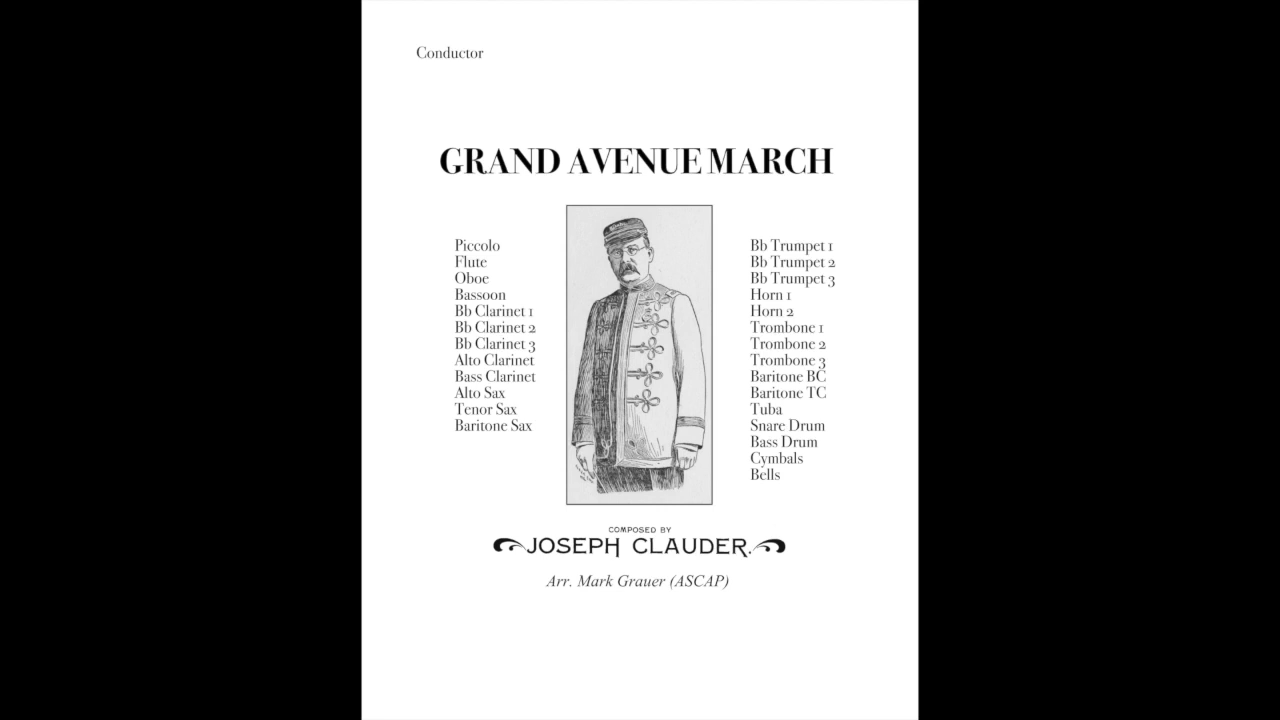 Conductor
GRAND AVENUE MARCH
Piccolo
Flute
Oboe
Bassoon
Bb Clarinet 1
Bb Clarinet 2
Bb Clarinet 3
Alto Clarinet
Bass Clarinet
Alto Sax
Tenor Sax
Baritone Sax
Bb Trumpet 1
Bb Trumpet 2
Bb Trumpet 3
Horn 1
Horn 2
Trombone 1
Trombone 2
Trombone 3
Baritone BC
Baritone TC
Tuba
Snare Drum
Bass Drum
Cymbals
Bells
COMPOSED BY
JOSEPH CLAUDER.
Arr. Mark Grauer (ASCAP)